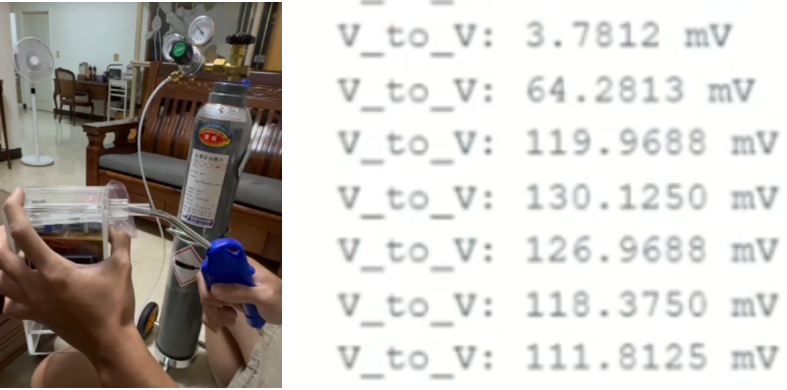 V_to_V: 3.7812 mV
V_to_V: 64.2813 mV
V_to_V: 119.9688 mV
V_to_V: 130.1250 mV
V_to_V: 126.9688 mV
V_to_V: 118.3750 mV
V_to_V: 111.8125 mV